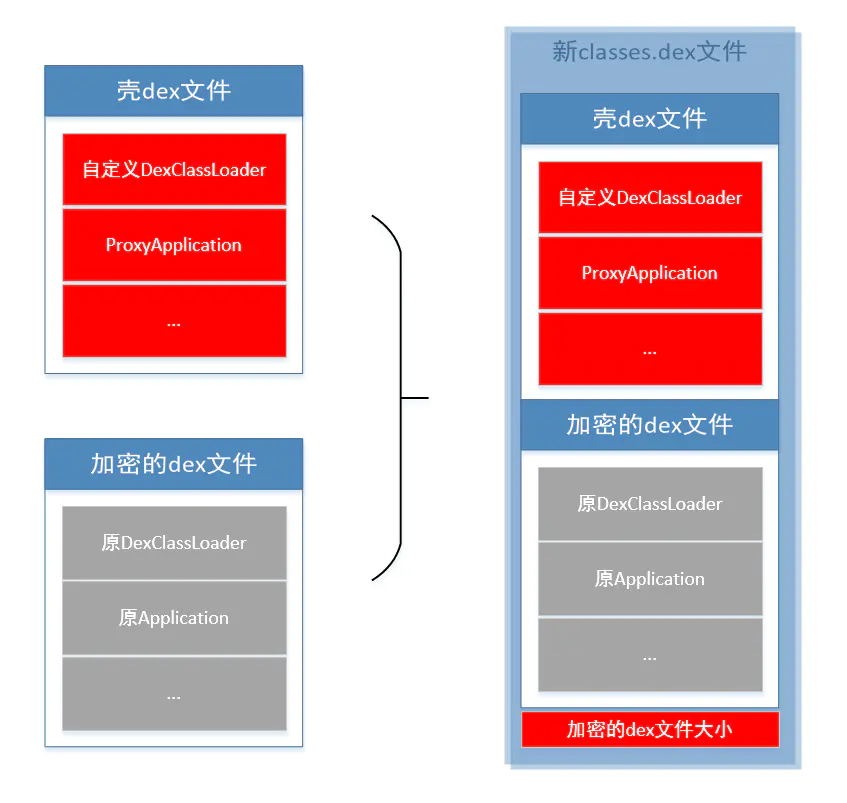 壳dex文件
自定义DexClassLoader
ProxyApplication
...
加密的dex文件
原DexClassLoader
原Application
...
新classes.dex文件
壳dex文件
自定义DexClassLoader
ProxyApplication
...
加密的dex文件
原DexClassLoader
原Application
...
加密的dex文件大小